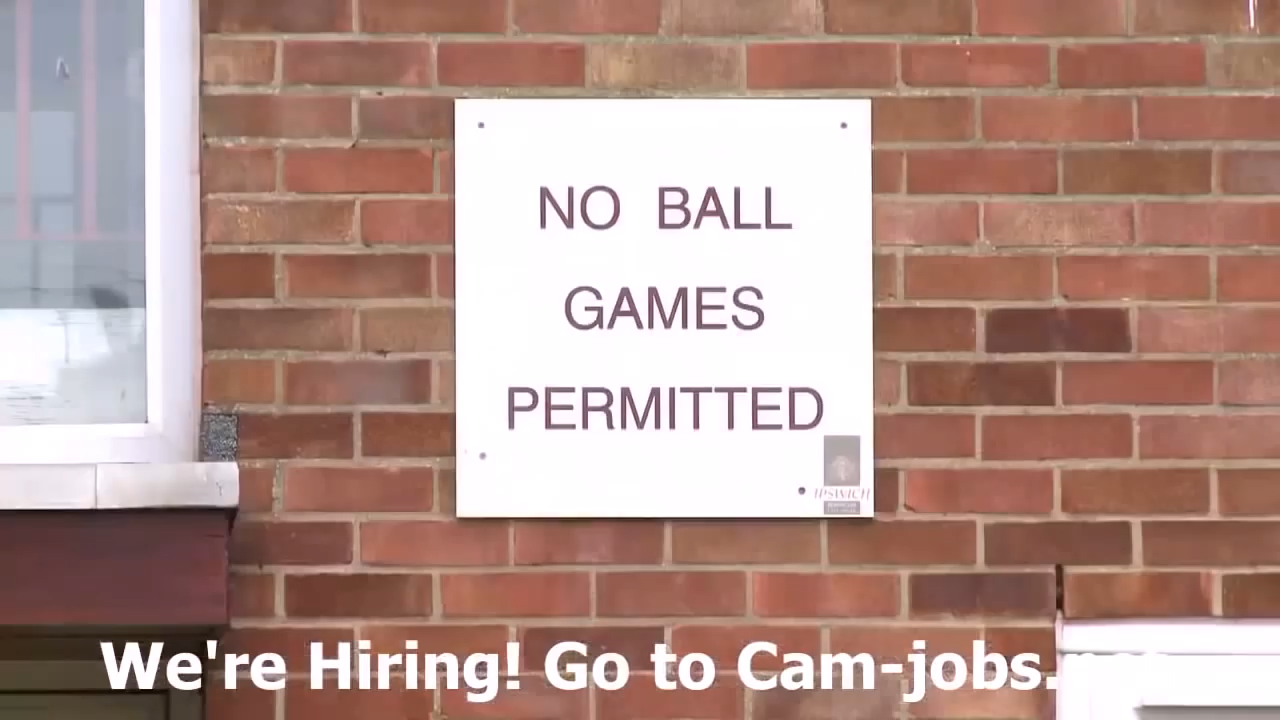 NO BALL
GAMES
PERMITTED
IPSWICH
We're Hiring! Go to Cam-jobs.